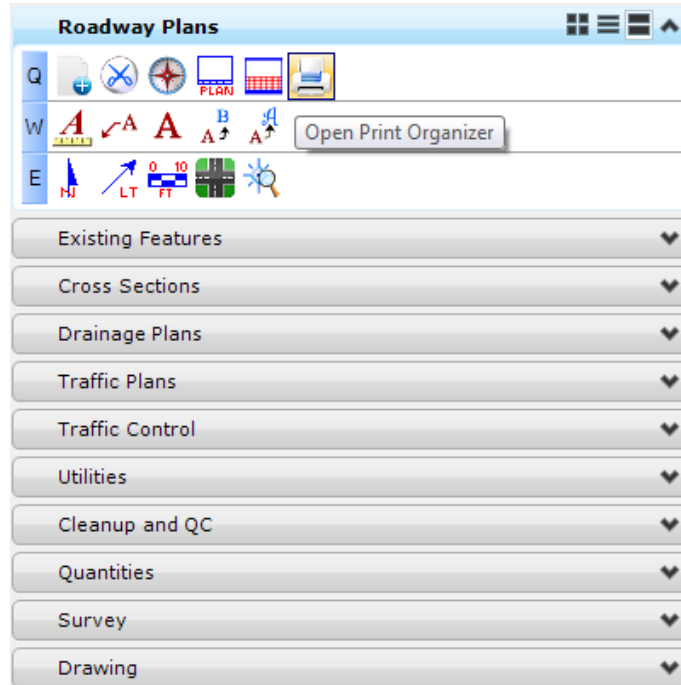 Roadway Plans
Q PLAN
W A A A A B A A Open Print Organizer
E N LT 0 10 FT
Existing Features
Cross Sections
Drainage Plans
Traffic Plans
Traffic Control
Utilities
Cleanup and QC
Quantities
Survey
Drawing